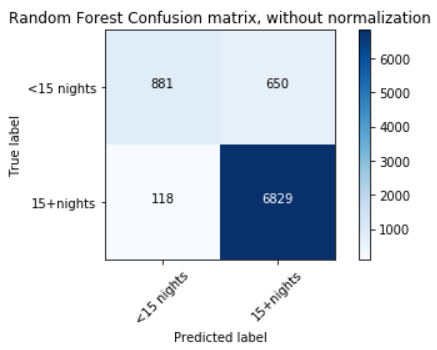 Random Forest Confusion matrix, without normalization
<15 nights
881
650
15+nights
118
6829
True label
<15 nights
15+nights
Predicted label
6000
5000
4000
3000
2000
1000